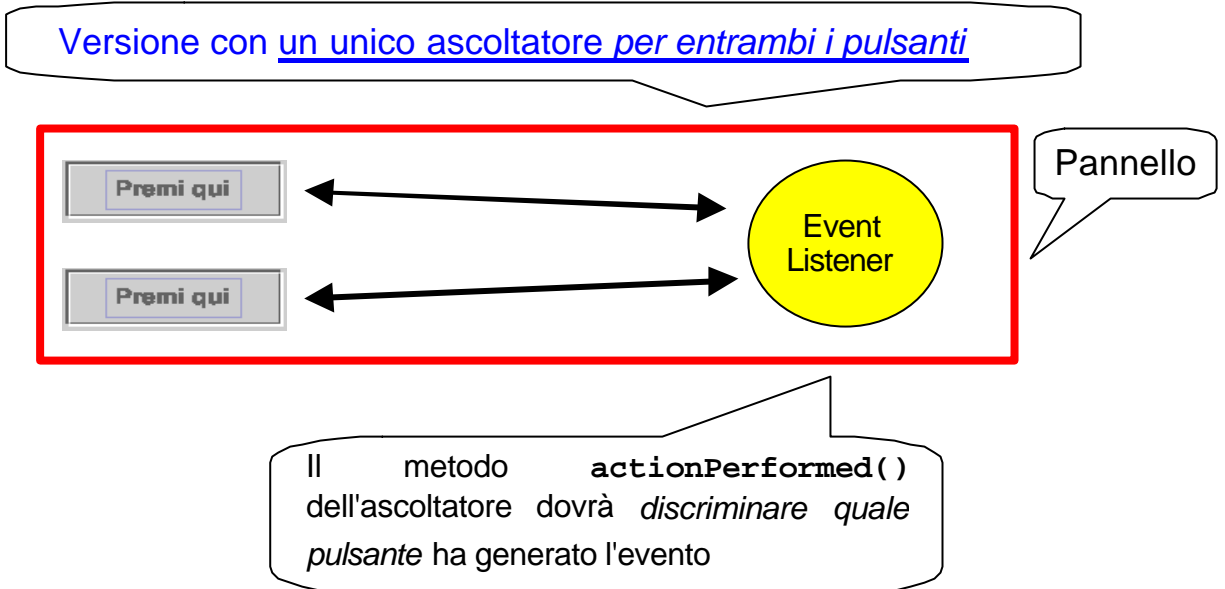 Versione con un unico ascoltatore per entrambi i pulsanti
Premi qui
Premi qui
Event
Listener
Pannello
Il metodo actionPerformed()
dell'ascoltatore dovrà discriminare quale
pulsante ha generato l'evento